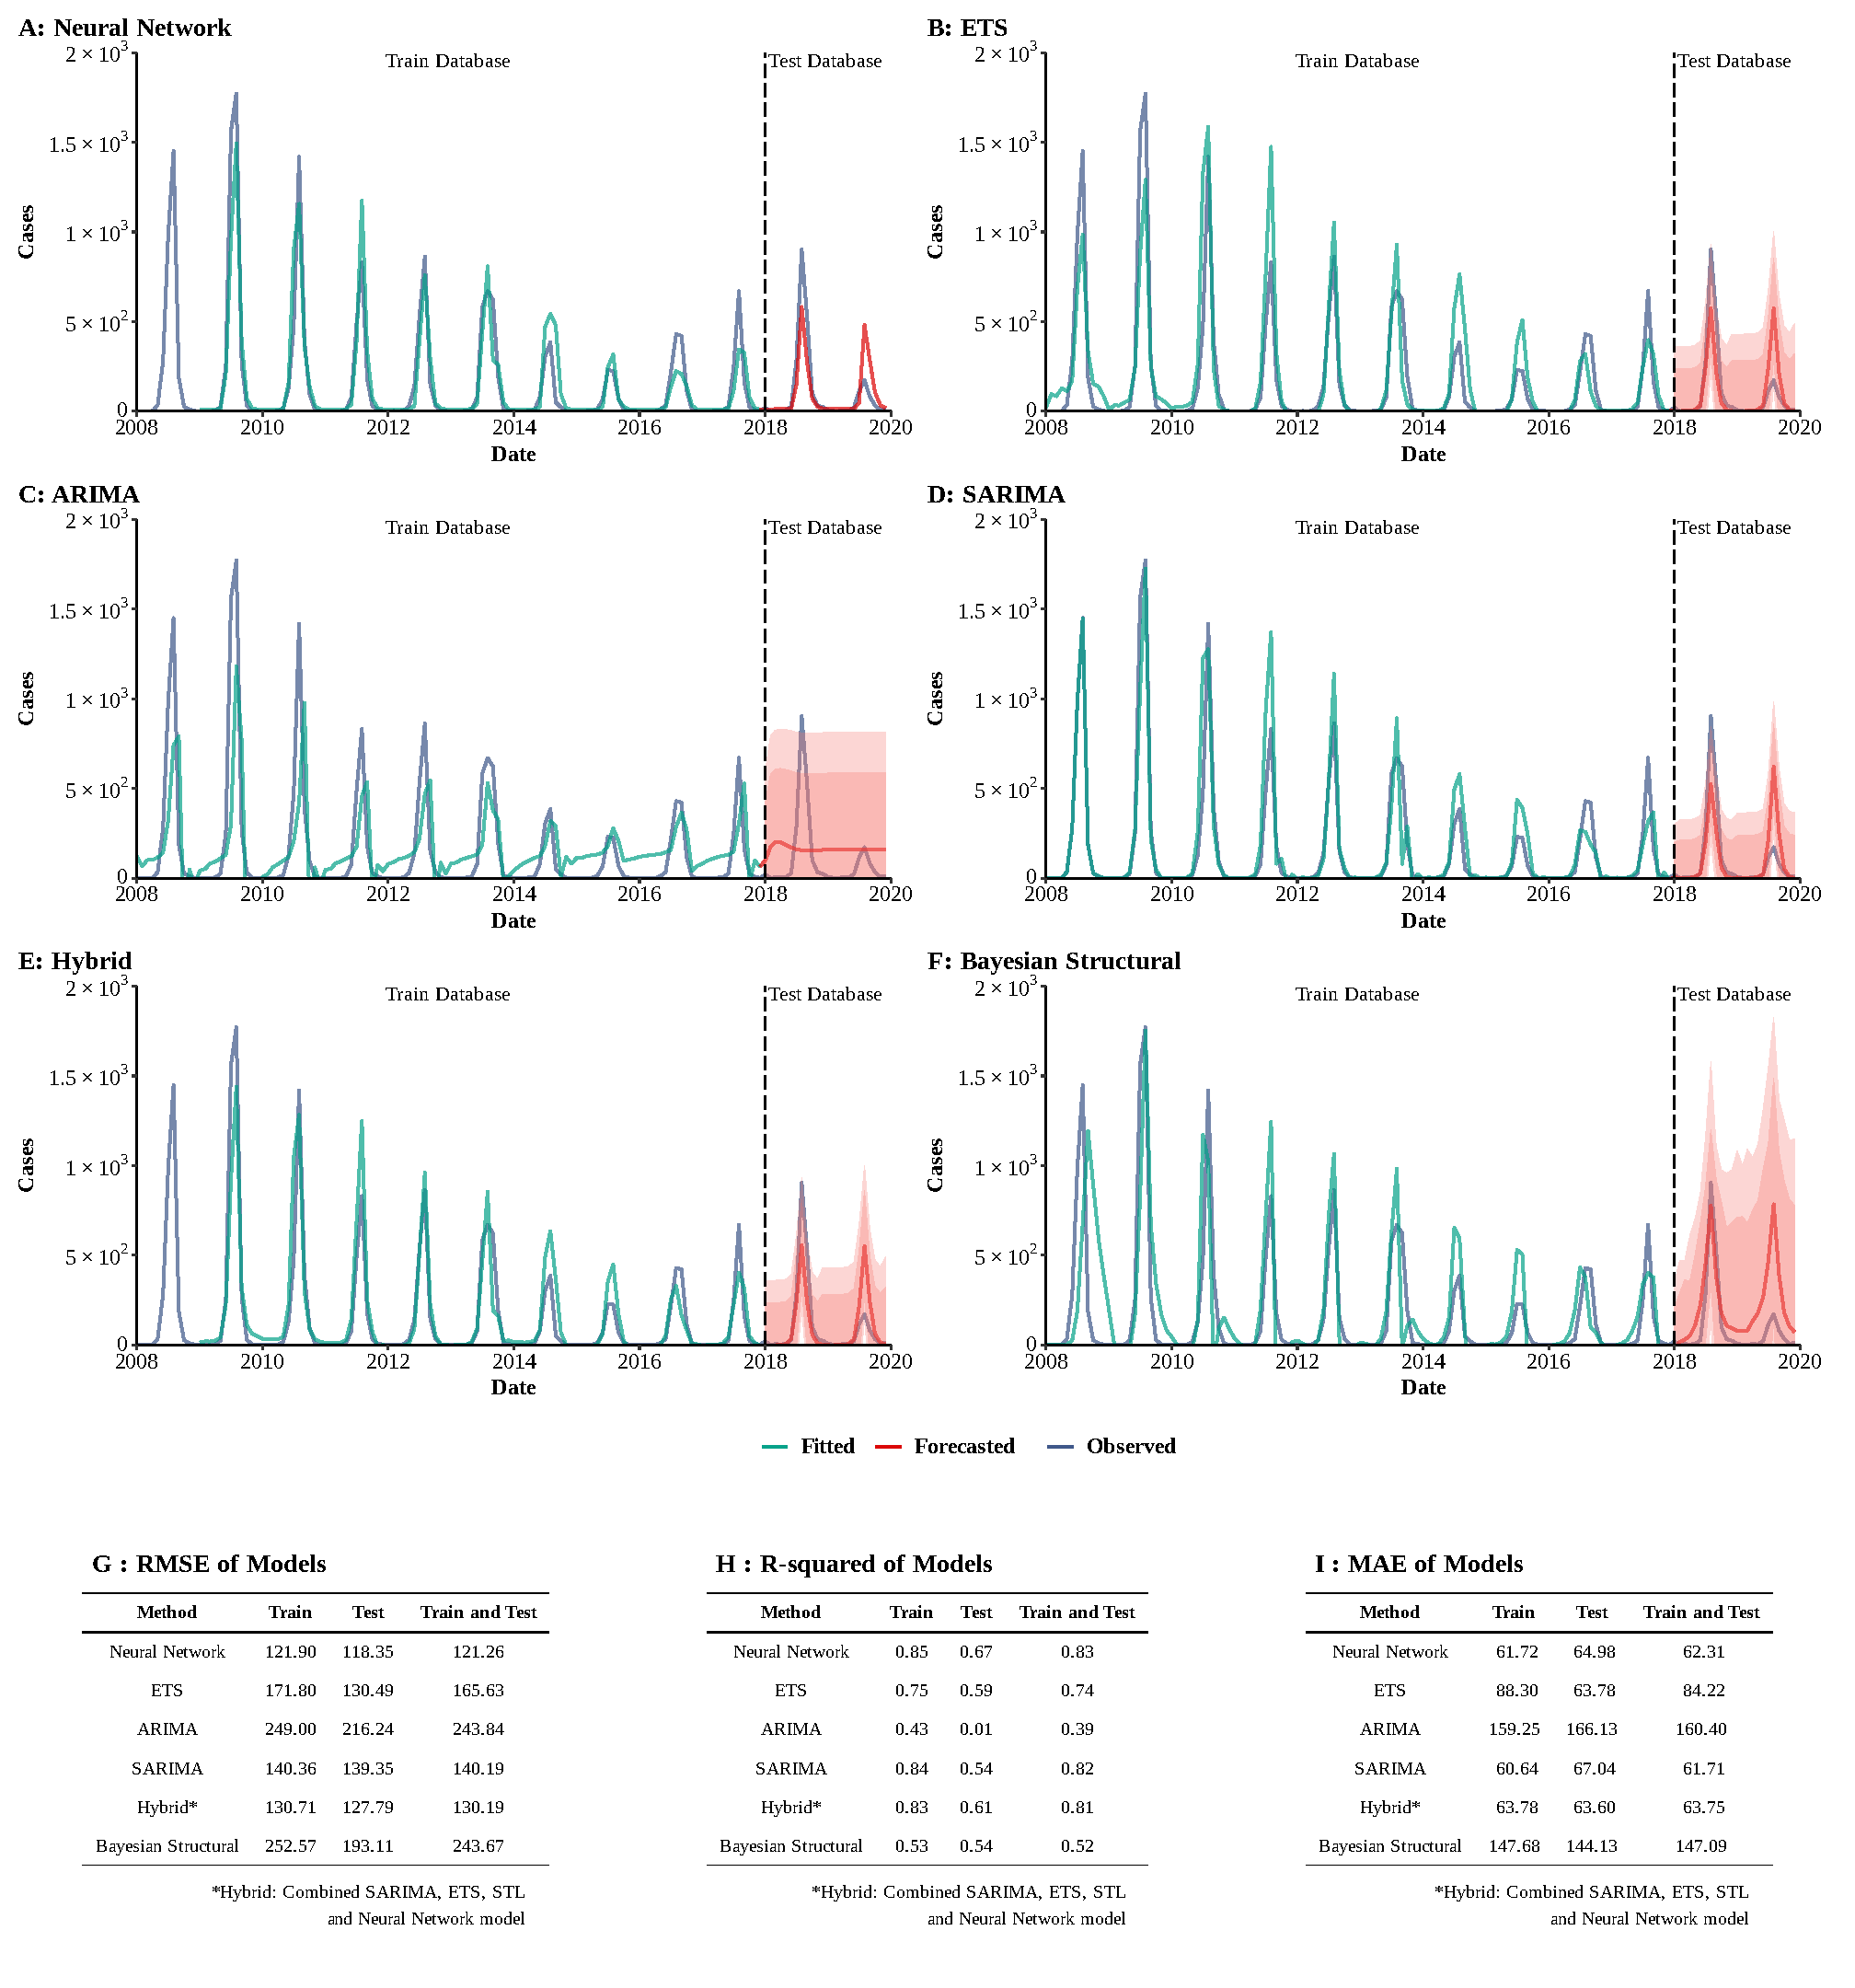 A: Neural Network
2 × 10³
1.5 × 10³
1 × 10³
5 × 10²
0
Cases
Train Database
Test Database
2008 2010 2012 2014 2016 2018 2020
Date
B: ETS
2 × 10³
1.5 × 10³
1 × 10³
5 × 10²
0
Cases
Train Database
Test Database
2008 2010 2012 2014 2016 2018 2020
Date
C: ARIMA
2 × 10³
1.5 × 10³
1 × 10³
5 × 10²
0
Cases
Train Database
Test Database
2008 2010 2012 2014 2016 2018 2020
Date
D: SARIMA
2 × 10³
1.5 × 10³
1 × 10³
5 × 10²
0
Cases
Train Database
Test Database
2008 2010 2012 2014 2016 2018 2020
Date
E: Hybrid
2 × 10³
1.5 × 10³
1 × 10³
5 × 10²
0
Cases
Train Database
Test Database
2008 2010 2012 2014 2016 2018 2020
Date
F: Bayesian Structural
2 × 10³
1.5 × 10³
1 × 10³
5 × 10²
0
Cases
Train Database
Test Database
2008 2010 2012 2014 2016 2018 2020
Date
Fitted Forecasted Observed
G : RMSE of Models
Method Train Test Train and Test
Neural Network 121.90 118.35 121.26
ETS 171.80 130.49 165.63
ARIMA 249.00 216.24 243.84
SARIMA 140.36 139.35 140.19
Hybrid* 130.71 127.79 130.19
Bayesian Structural 252.57 193.11 243.67
*Hybrid: Combined SARIMA, ETS, STL
and Neural Network model
H : R-squared of Models
Method Train Test Train and Test
Neural Network 0.85 0.67 0.83
ETS 0.75 0.59 0.74
ARIMA 0.43 0.01 0.39
SARIMA 0.84 0.54 0.82
Hybrid* 0.83 0.61 0.81
Bayesian Structural 0.53 0.54 0.52
*Hybrid: Combined SARIMA, ETS, STL
and Neural Network model
I : MAE of Models
Method Train Test Train and Test
Neural Network 61.72 64.98 62.31
ETS 88.30 63.78 84.22
ARIMA 159.25 166.13 160.40
SARIMA 60.64 67.04 61.71
Hybrid* 63.78 63.60 63.75
Bayesian Structural 147.68 144.13 147.09
*Hybrid: Combined SARIMA, ETS, STL
and Neural Network model